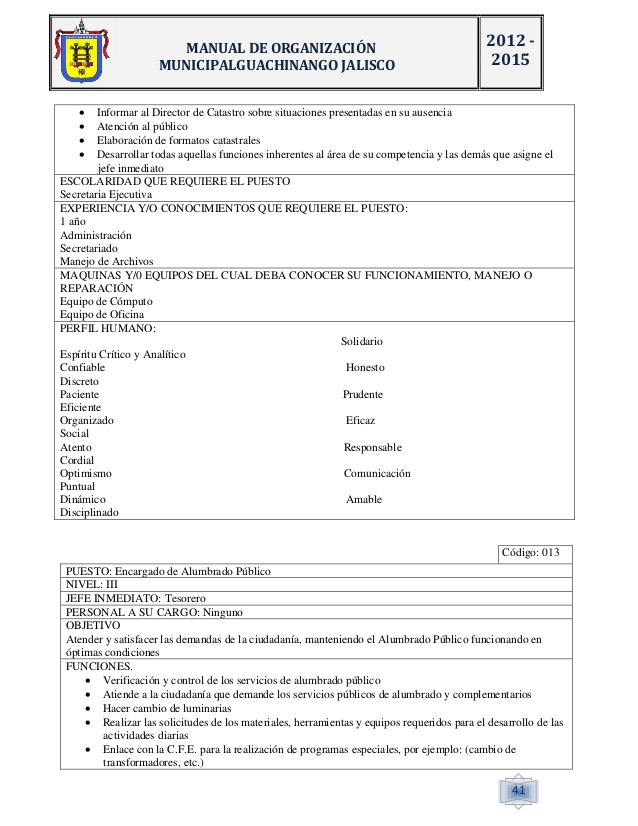 MANUAL DE ORGANIZACIÓN
MUNICIPALGUACHINANGO JALISCO
2012 -
2015
• Informar al Director de Catastro sobre situaciones presentadas en su ausencia
• Atención al público
• Elaboración de formatos catastrales
• Desarrollar todas aquellas funciones inherentes al área de su competencia y las demás que asigne el
jefe inmediato
ESCOLARIDAD QUE REQUIERE EL PUESTO
Secretaria Ejecutiva
EXPERIENCIA Y/O CONOCIMIENTOS QUE REQUIERE EL PUESTO:
1 año
Administración
Secretariado
Manejo de Archivos
MAQUINAS Y/0 EQUIPOS DEL CUAL DEBA CONOCER SU FUNCIONAMIENTO, MANEJO O
REPARACIÓN
Equipo de Cómputo
Equipo de Oficina
PERFIL HUMANO:
Solidario
Espíritu Crítico y Analítico
Confiable Honesto
Discreto
Paciente Prudente
Eficiente
Organizado Eficaz
Social
Atento Responsable
Cordial
Optimismo Comunicación
Puntual
Dinámico Amable
Disciplinado
Código: 013
PUESTO: Encargado de Alumbrado Público
NIVEL: III
JEFE INMEDIATO: Tesorero
PERSONAL A SU CARGO: Ninguno
OBJETIVO
Atender y satisfacer las demandas de la ciudadanía, manteniendo el Alumbrado Público funcionando en
óptimas condiciones
FUNCIONES.
• Verificación y control de los servicios de alumbrado público
• Atiende a la ciudadanía que demande los servicios públicos de alumbrado y complementarios
• Hacer cambio de luminarias
• Realizar las solicitudes de los materiales, herramientas y equipos requeridos para el desarrollo de las
actividades diarias
• Enlace con la C.F.E. para la realización de programas especiales, por ejemplo: (cambio de
transformadores, etc.)
41